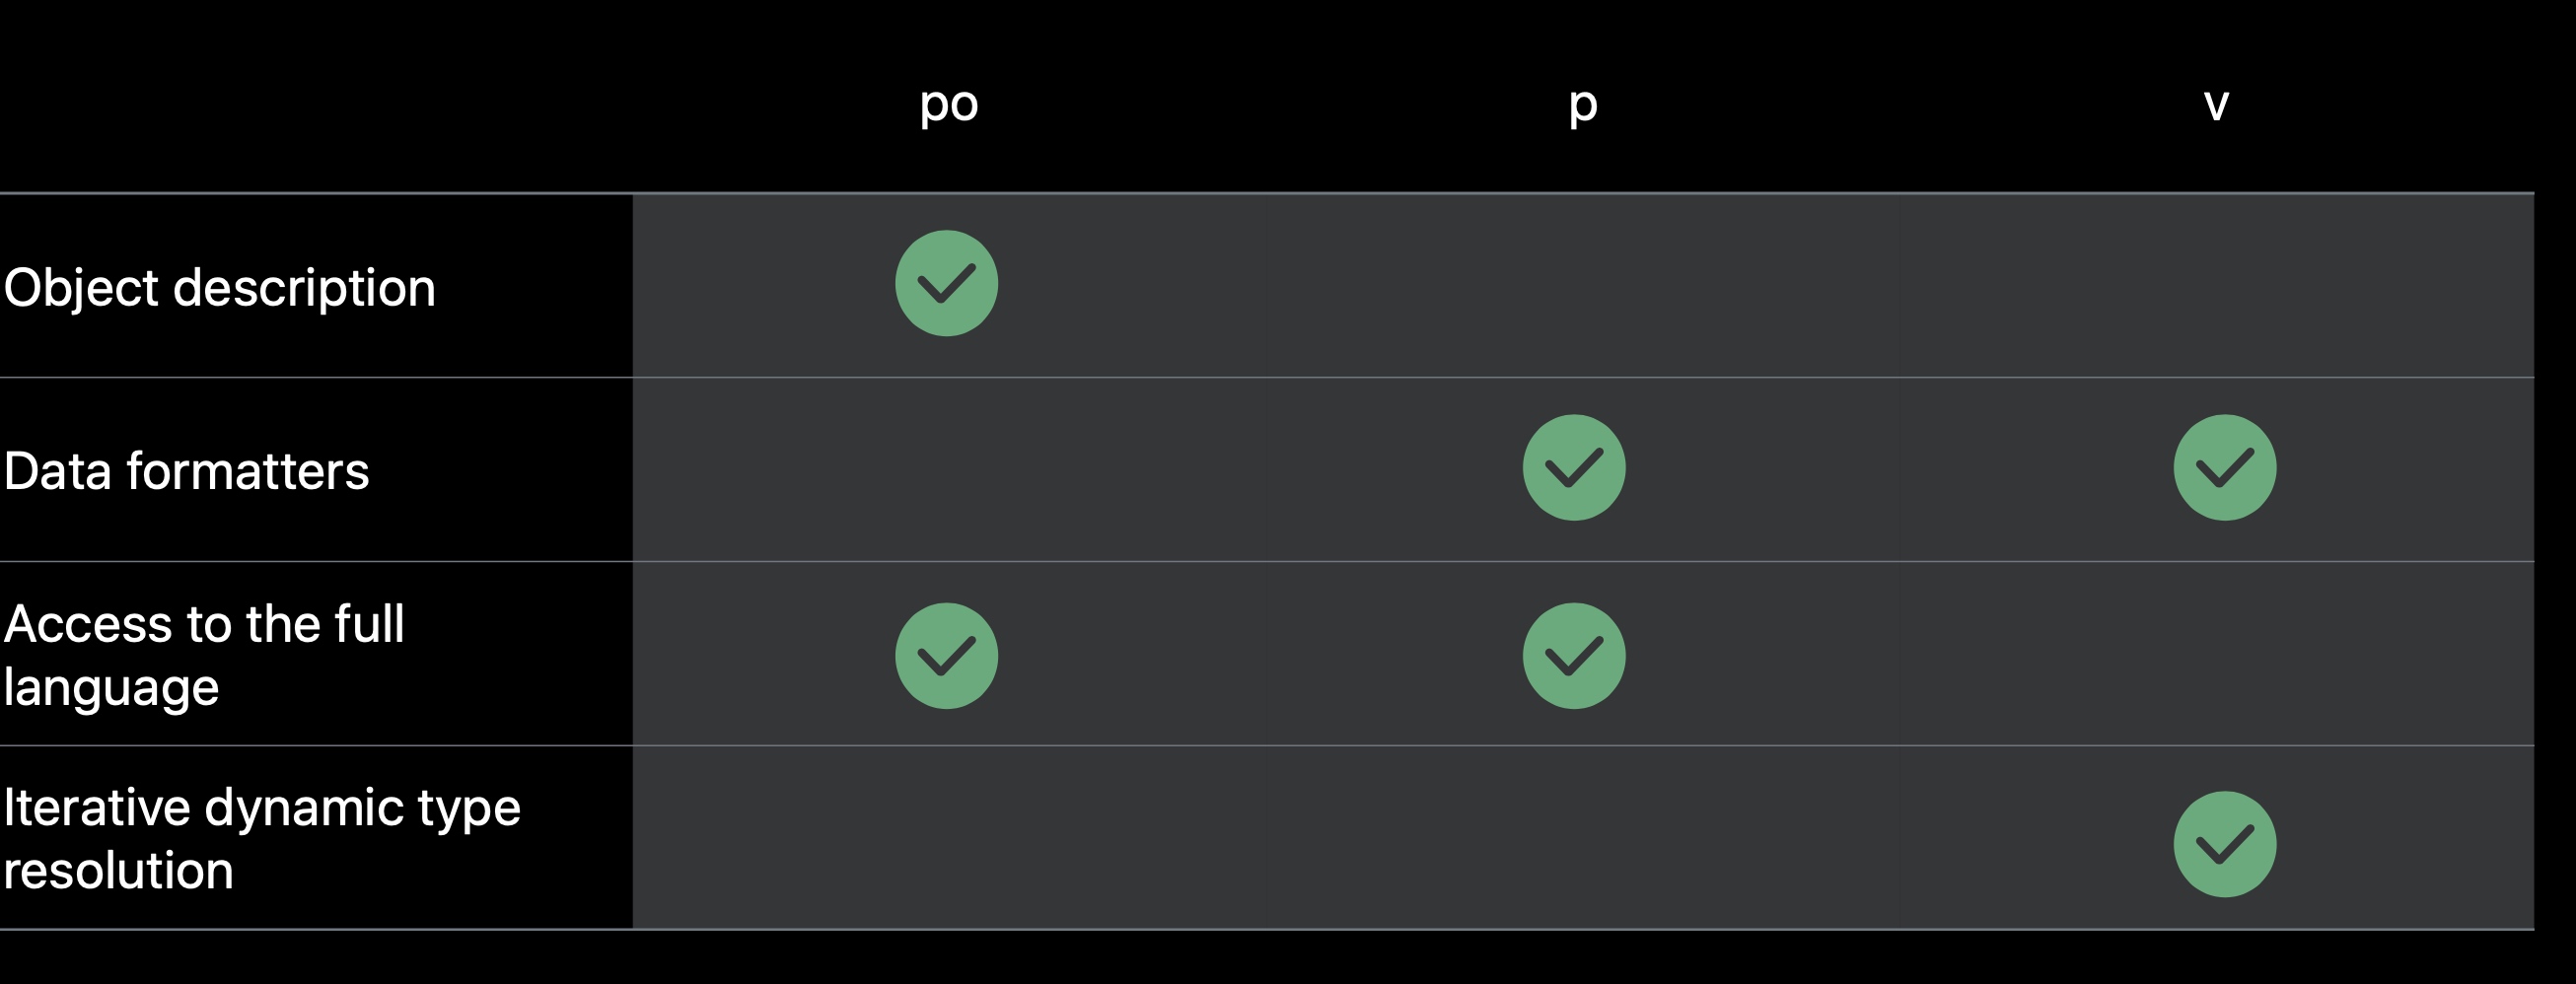 po p v
Object description
Data formatters
Access to the full
language
Iterative dynamic type
resolution